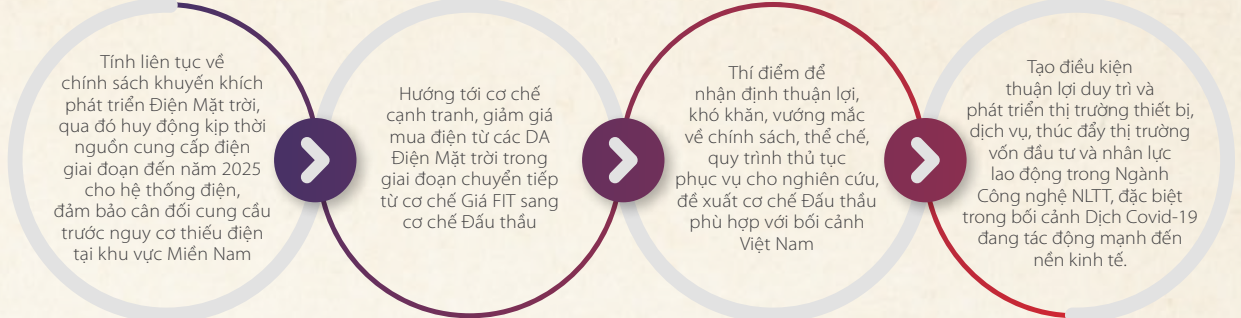 Tính liên tục về
chính sách khuyến khích
phát triển Điện Mặt trời,
qua đó huy động kịp thời
nguồn cung cấp điện
giai đoạn đến năm 2025
cho hệ thống điện,
đảm bảo cân đối cung cầu
trước nguy cơ thiếu điện
tại khu vực Miền Nam
Hướng tới cơ chế
cạnh tranh, giảm giá
mua điện từ các DA
Điện Mặt trời trong
giai đoạn chuyển tiếp
từ cơ chế Giá FIT sang
cơ chế Đấu thầu
Thí điểm để
nhận định thuận lợi,
khó khăn, vướng mắc
về chính sách, thể chế,
quy trình thủ tục
phục vụ cho nghiên cứu,
đề xuất cơ chế Đấu thầu
phù hợp với bối cảnh
Việt Nam
Tạo điều kiện
thuận lợi duy trì và
phát triển thị trường thiết bị,
dịch vụ, thúc đẩy thị trường
vốn đầu tư và nhân lực
lao động trong Ngành
Công nghệ NLTT, đặc biệt
trong bối cảnh Dịch Covid-19
đang tác động mạnh đến
nền kinh tế.